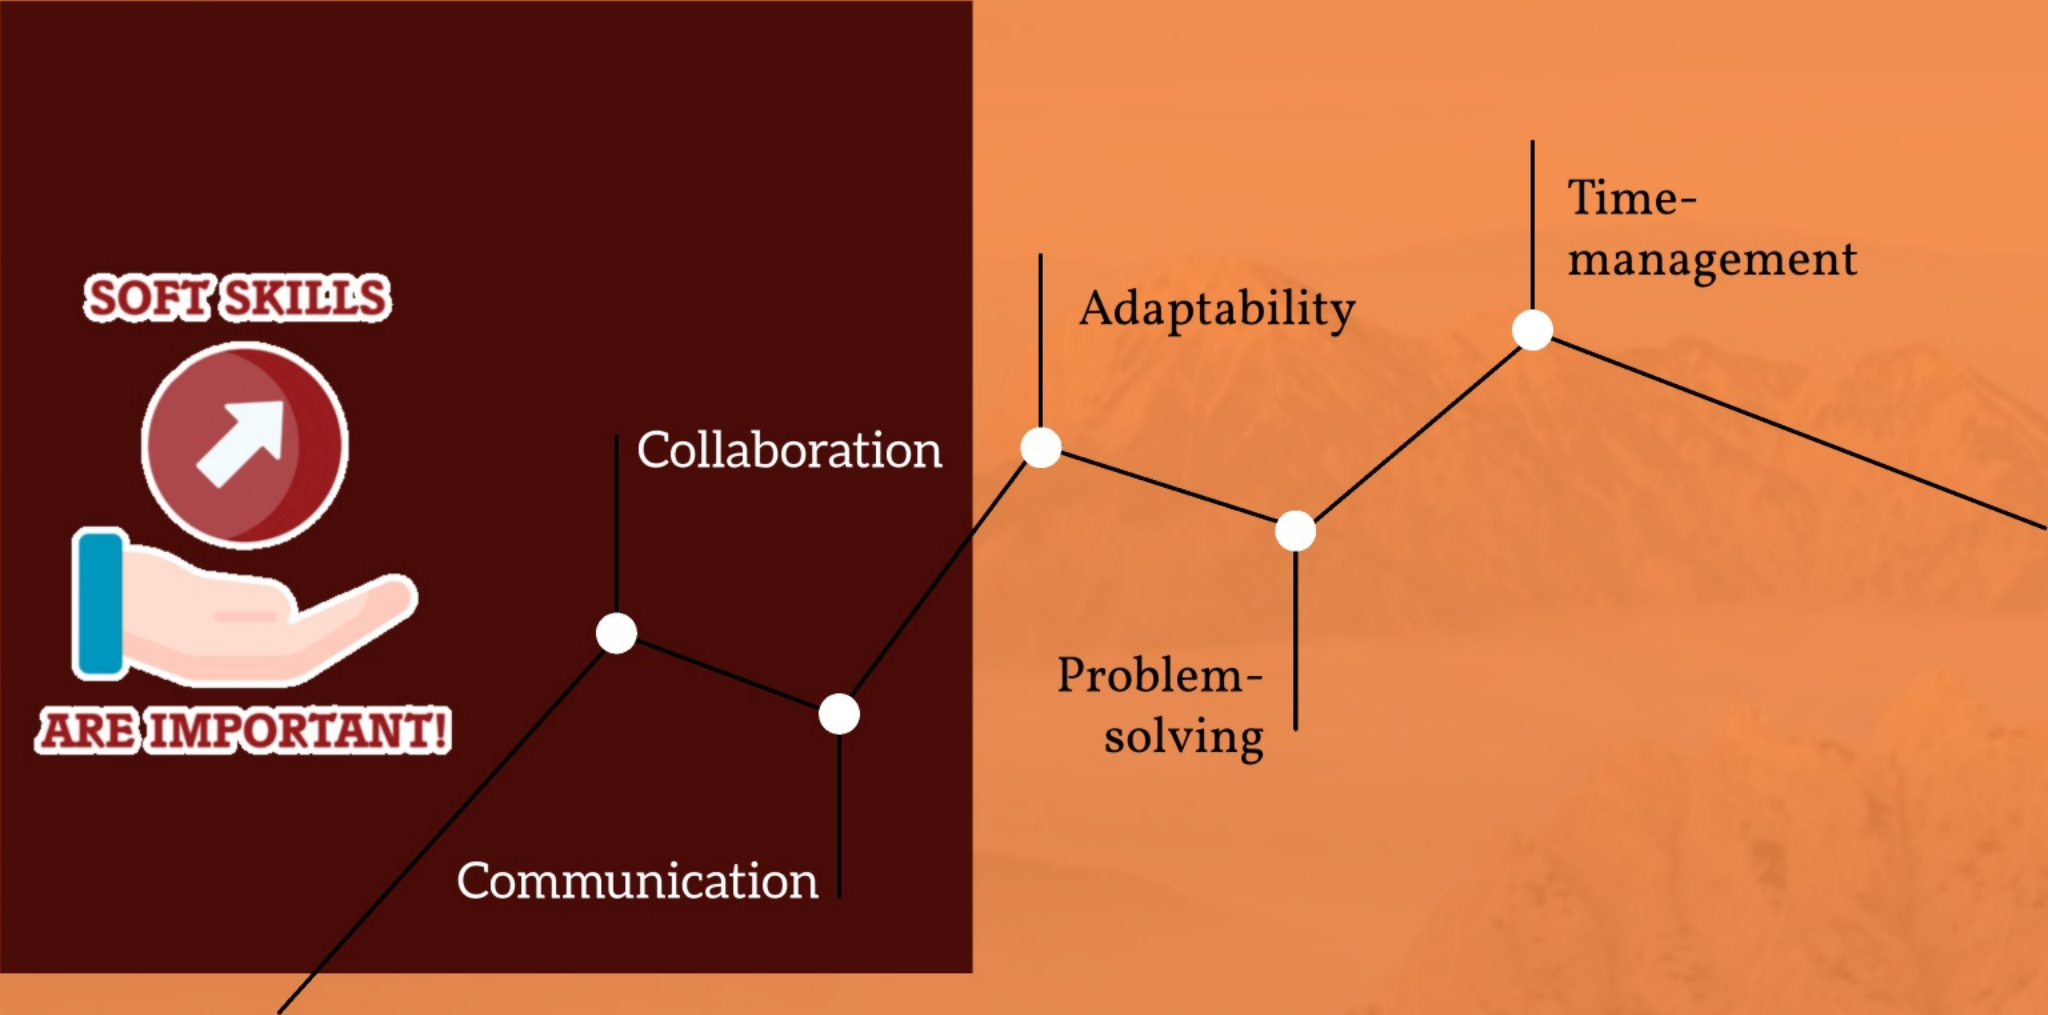 SOFT SKILLS
ARE IMPORTANT!
Collaboration
Communication
Adaptability
Problem-
solving
Time-
management